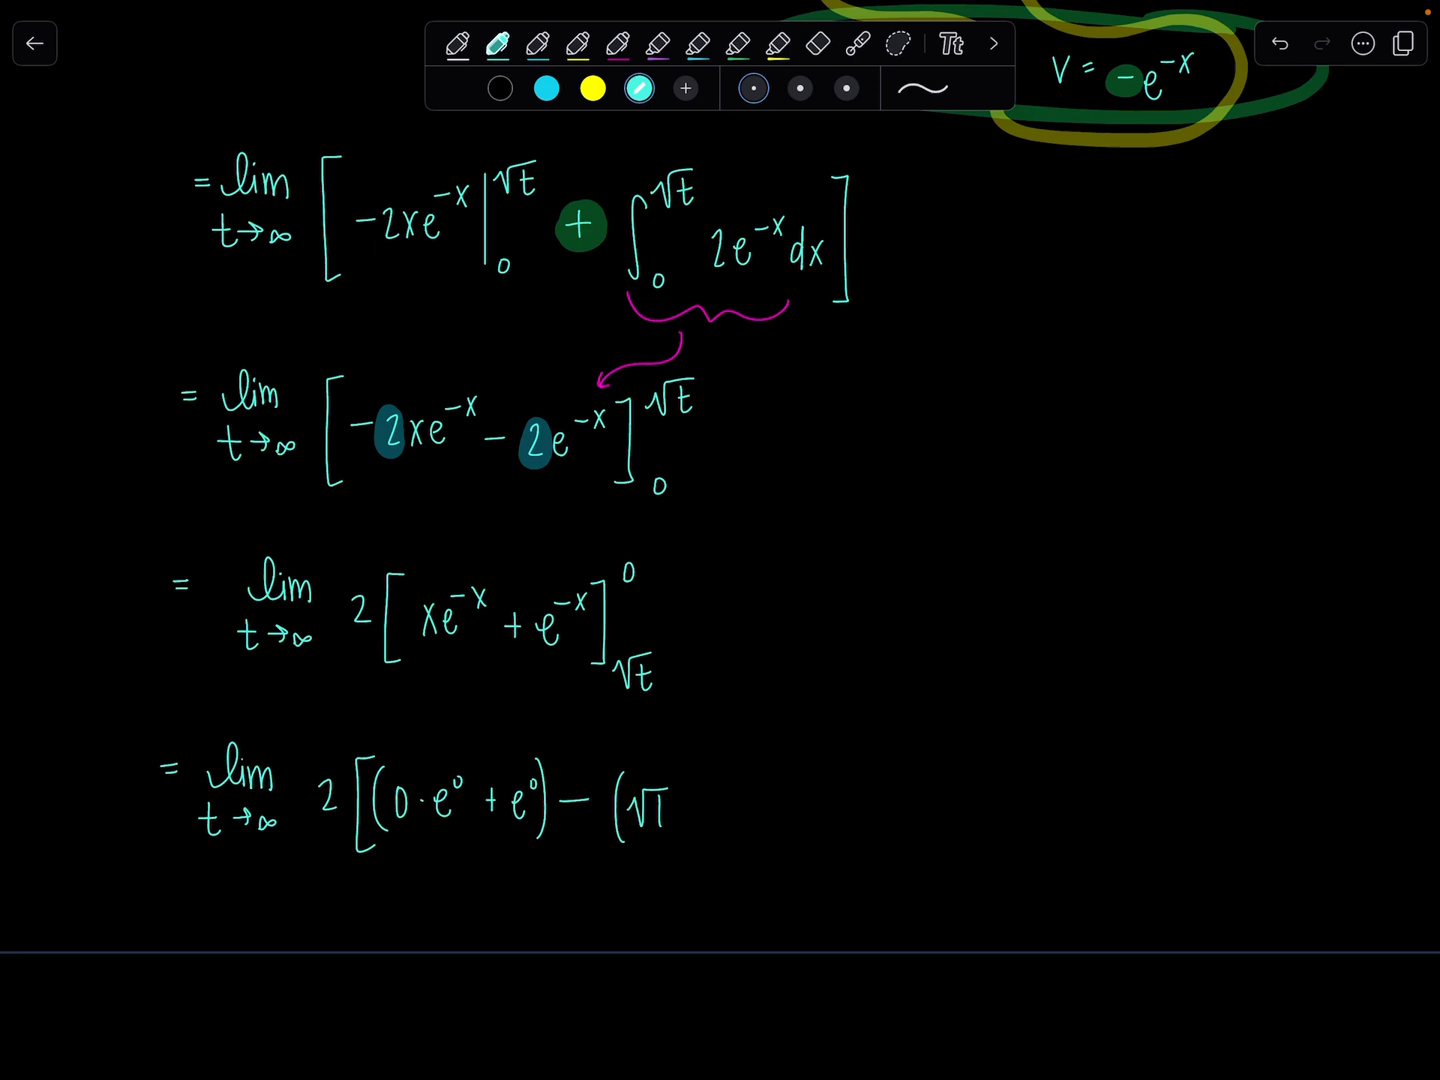 Tt
v = -e^{-x}
= lim_{t→∞} [ -2xe^{-x} |_0^{√t} + ∫_0^{√t} 2e^{-x} dx ]
= lim_{t→∞} [ -2xe^{-x} - 2e^{-x} ]_0^{√t}
= lim_{t→∞} 2[ xe^{-x} + e^{-x} ]_{√t}^0
= lim_{t→∞} 2[(0·e^0 + e^0) - (√